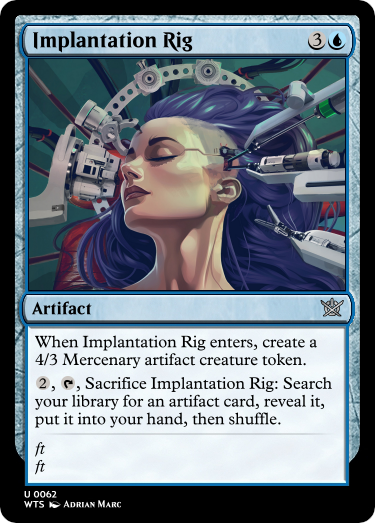 Implantation Rig 3
Artifact
When Implantation Rig enters, create a
4/3 Mercenary artifact creature token.
2, , Sacrifice Implantation Rig: Search
your library for an artifact card, reveal it,
put it into your hand, then shuffle.
ft
ft
U 0062
WTS Adrian Marc